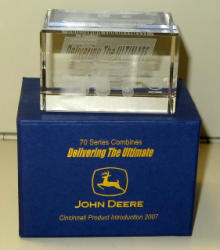 Delivering The Ultimate
70 Series Combines
Delivering The Ultimate
JOHN DEERE
Cincinnati Product Introduction 2007